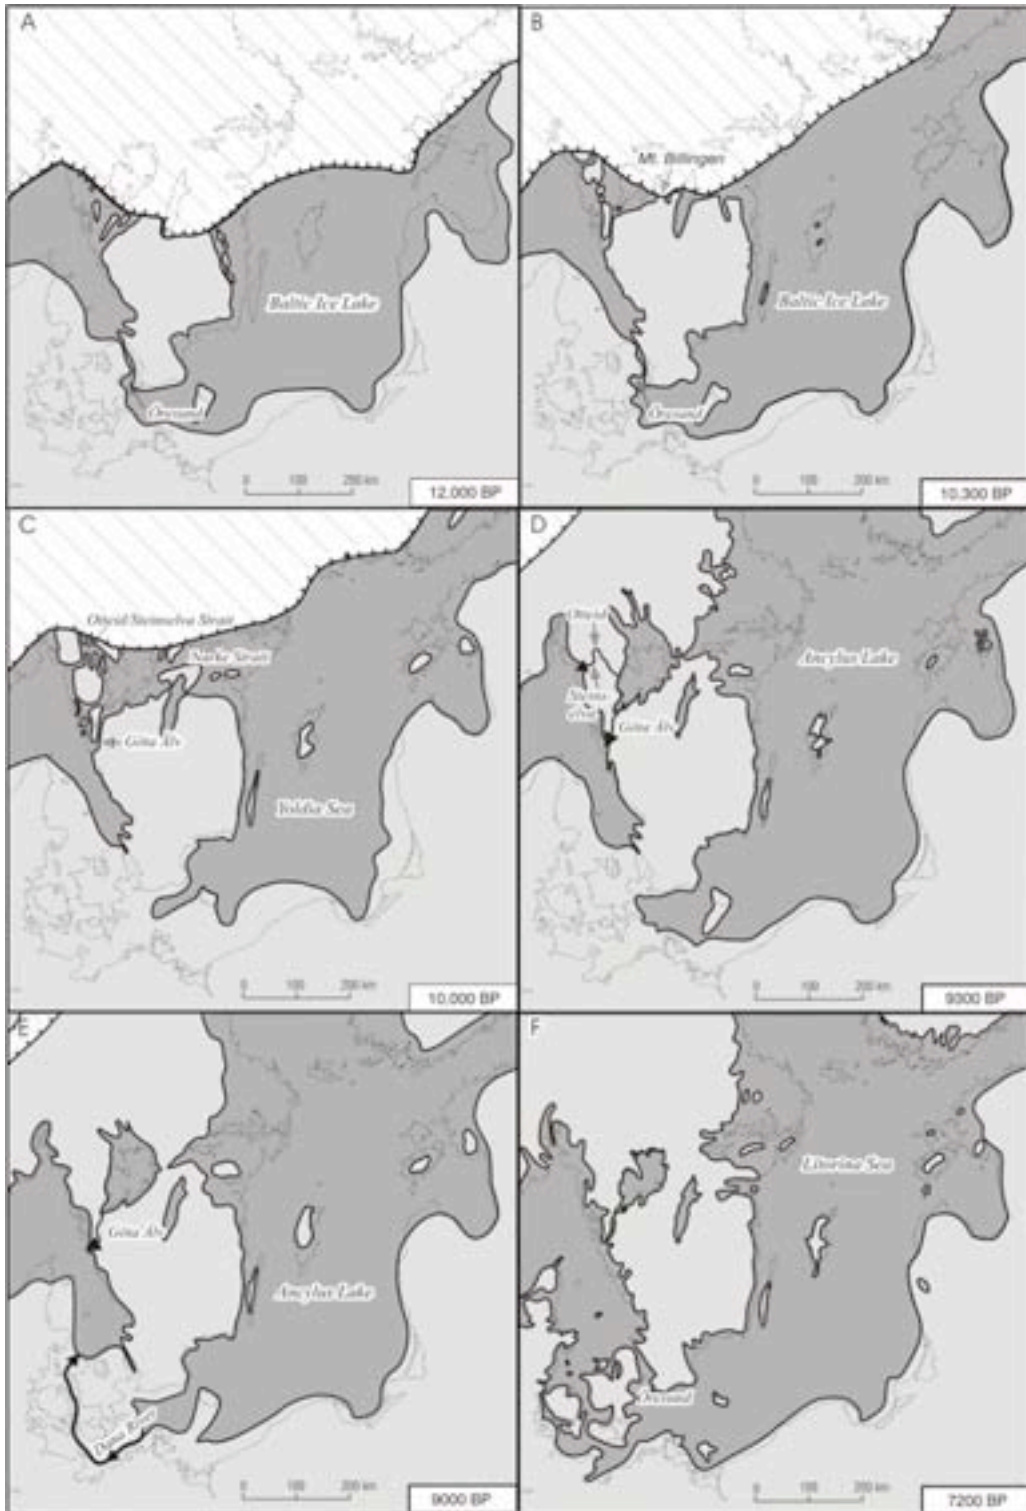 A
Baltic Ice Lake
Öresund
0 100 200 km
12.000 BP
B
Mt. Billingen
Baltic Ice Lake
Öresund
0 100 200 km
10.300 BP
C
Otteid/Steinselva Strait
Närke Strait
Göta Älv
Yoldia Sea
0 100 200 km
10.000 BP
D
Otteid
Steins-
elva
Göta Älv
Ancylus Lake
0 100 200 km
9300 BP
E
Göta Älv
Ancylus Lake
Dana River
0 100 200 km
9000 BP
F
Litorina Sea
Öresund
0 100 200 km
7200 BP